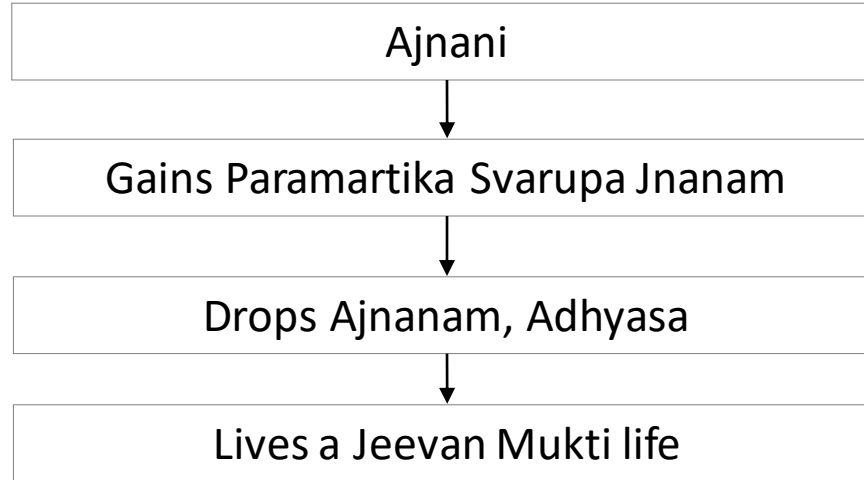 Ajnani
Gains Paramartika Svarupa Jnanam
Drops Ajnanam, Adhyasa
Lives a Jeevan Mukti life